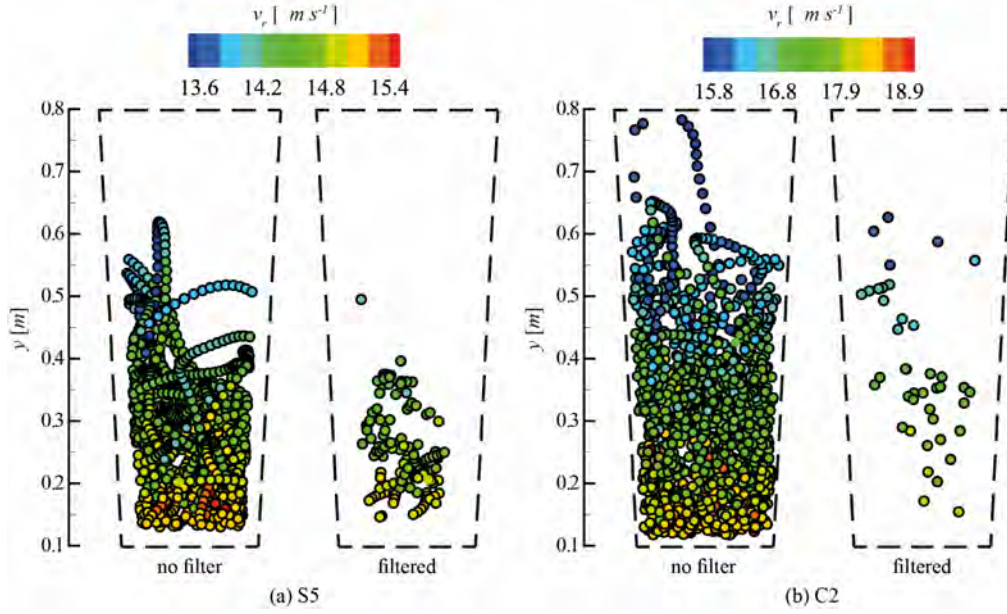 v_r [ m s⁻¹]
13.6 14.2 14.8 15.4
v_r [ m s⁻¹]
15.8 16.8 17.9 18.9
0.8
0.7
0.6
0.5
0.4
0.3
0.2
0.1
y [m]
no filter
filtered
(a) S5
0.8
0.7
0.6
0.5
0.4
0.3
0.2
0.1
y [m]
no filter
filtered
(b) C2